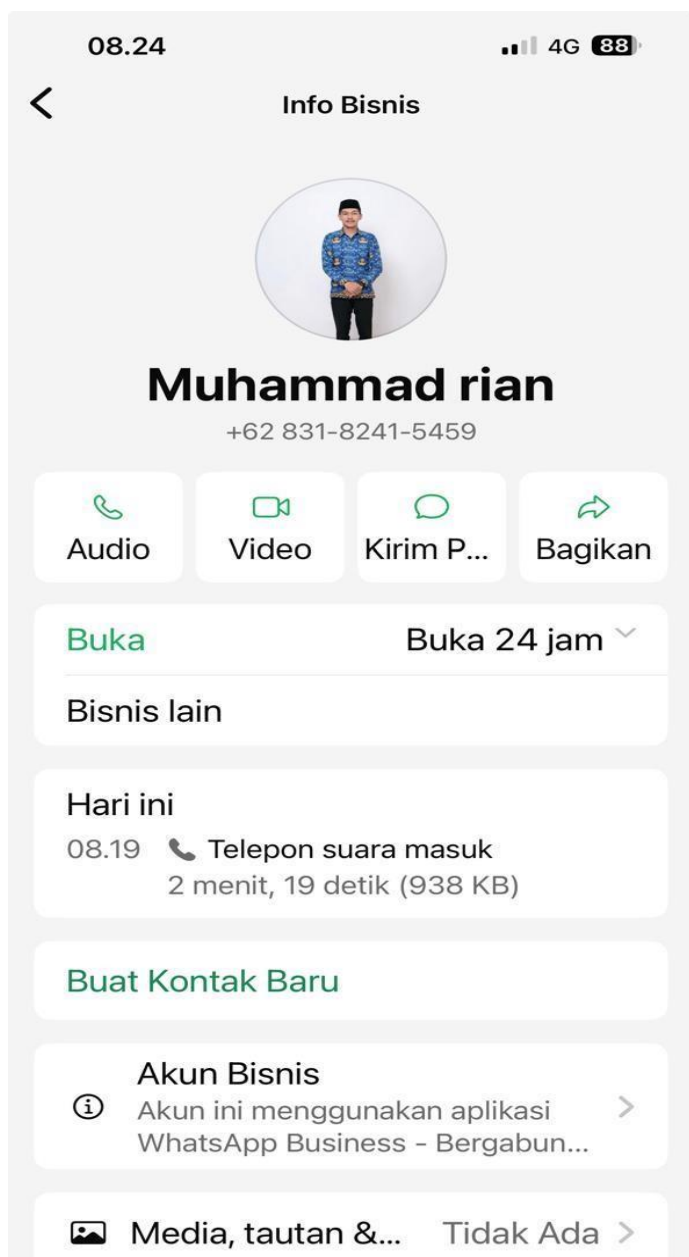 08.24
4G 88
Info Bisnis
Muhammad rian
+62 831-8241-5459
Audio Video Kirim P... Bagikan
Buka Buka 24 jam
Bisnis lain
Hari ini
08.19 Telepon suara masuk
2 menit, 19 detik (938 KB)
Buat Kontak Baru
Akun Bisnis
Akun ini menggunakan aplikasi
WhatsApp Business - Bergabun...
Media, tautan &... Tidak Ada